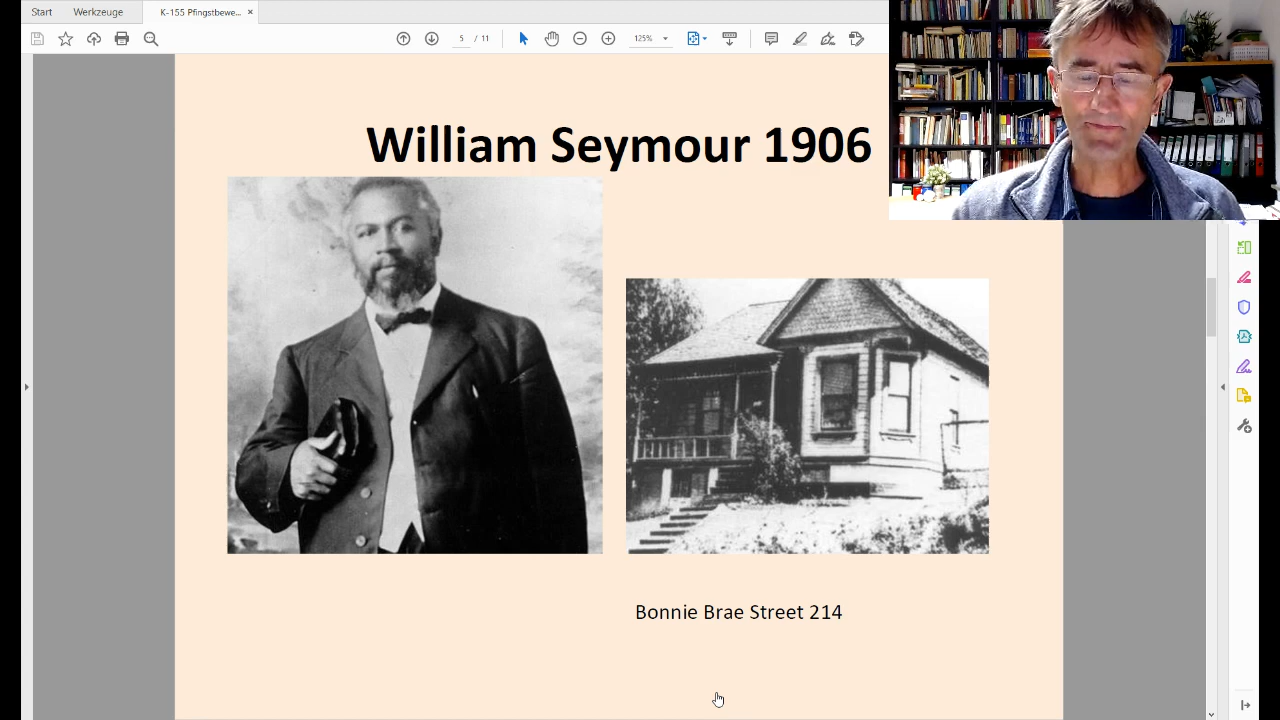 Start
Werkzeuge
K-155 Pfingstbewe...
5 / 11
125%
William Seymour 1906
Bonnie Brae Street 214